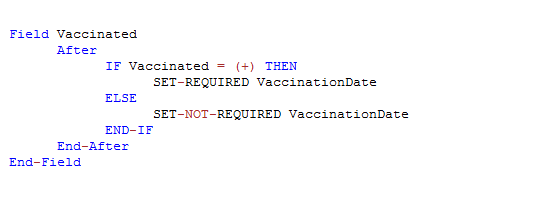 Field Vaccinated
After
IF Vaccinated = (+) THEN
SET-REQUIRED VaccinationDate
ELSE
SET-NOT-REQUIRED VaccinationDate
END-IF
End-After
End-Field